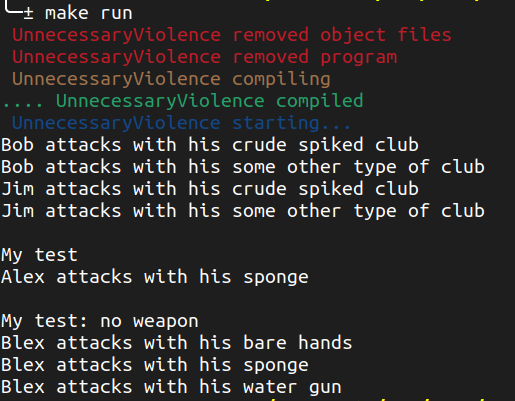 ± make run
UnnecessaryViolence removed object files
UnnecessaryViolence removed program
UnnecessaryViolence compiling
.... UnnecessaryViolence compiled
UnnecessaryViolence starting...
Bob attacks with his crude spiked club
Bob attacks with his some other type of club
Jim attacks with his crude spiked club
Jim attacks with his some other type of club
My test
Alex attacks with his sponge
My test: no weapon
Blex attacks with his bare hands
Blex attacks with his sponge
Blex attacks with his water gun